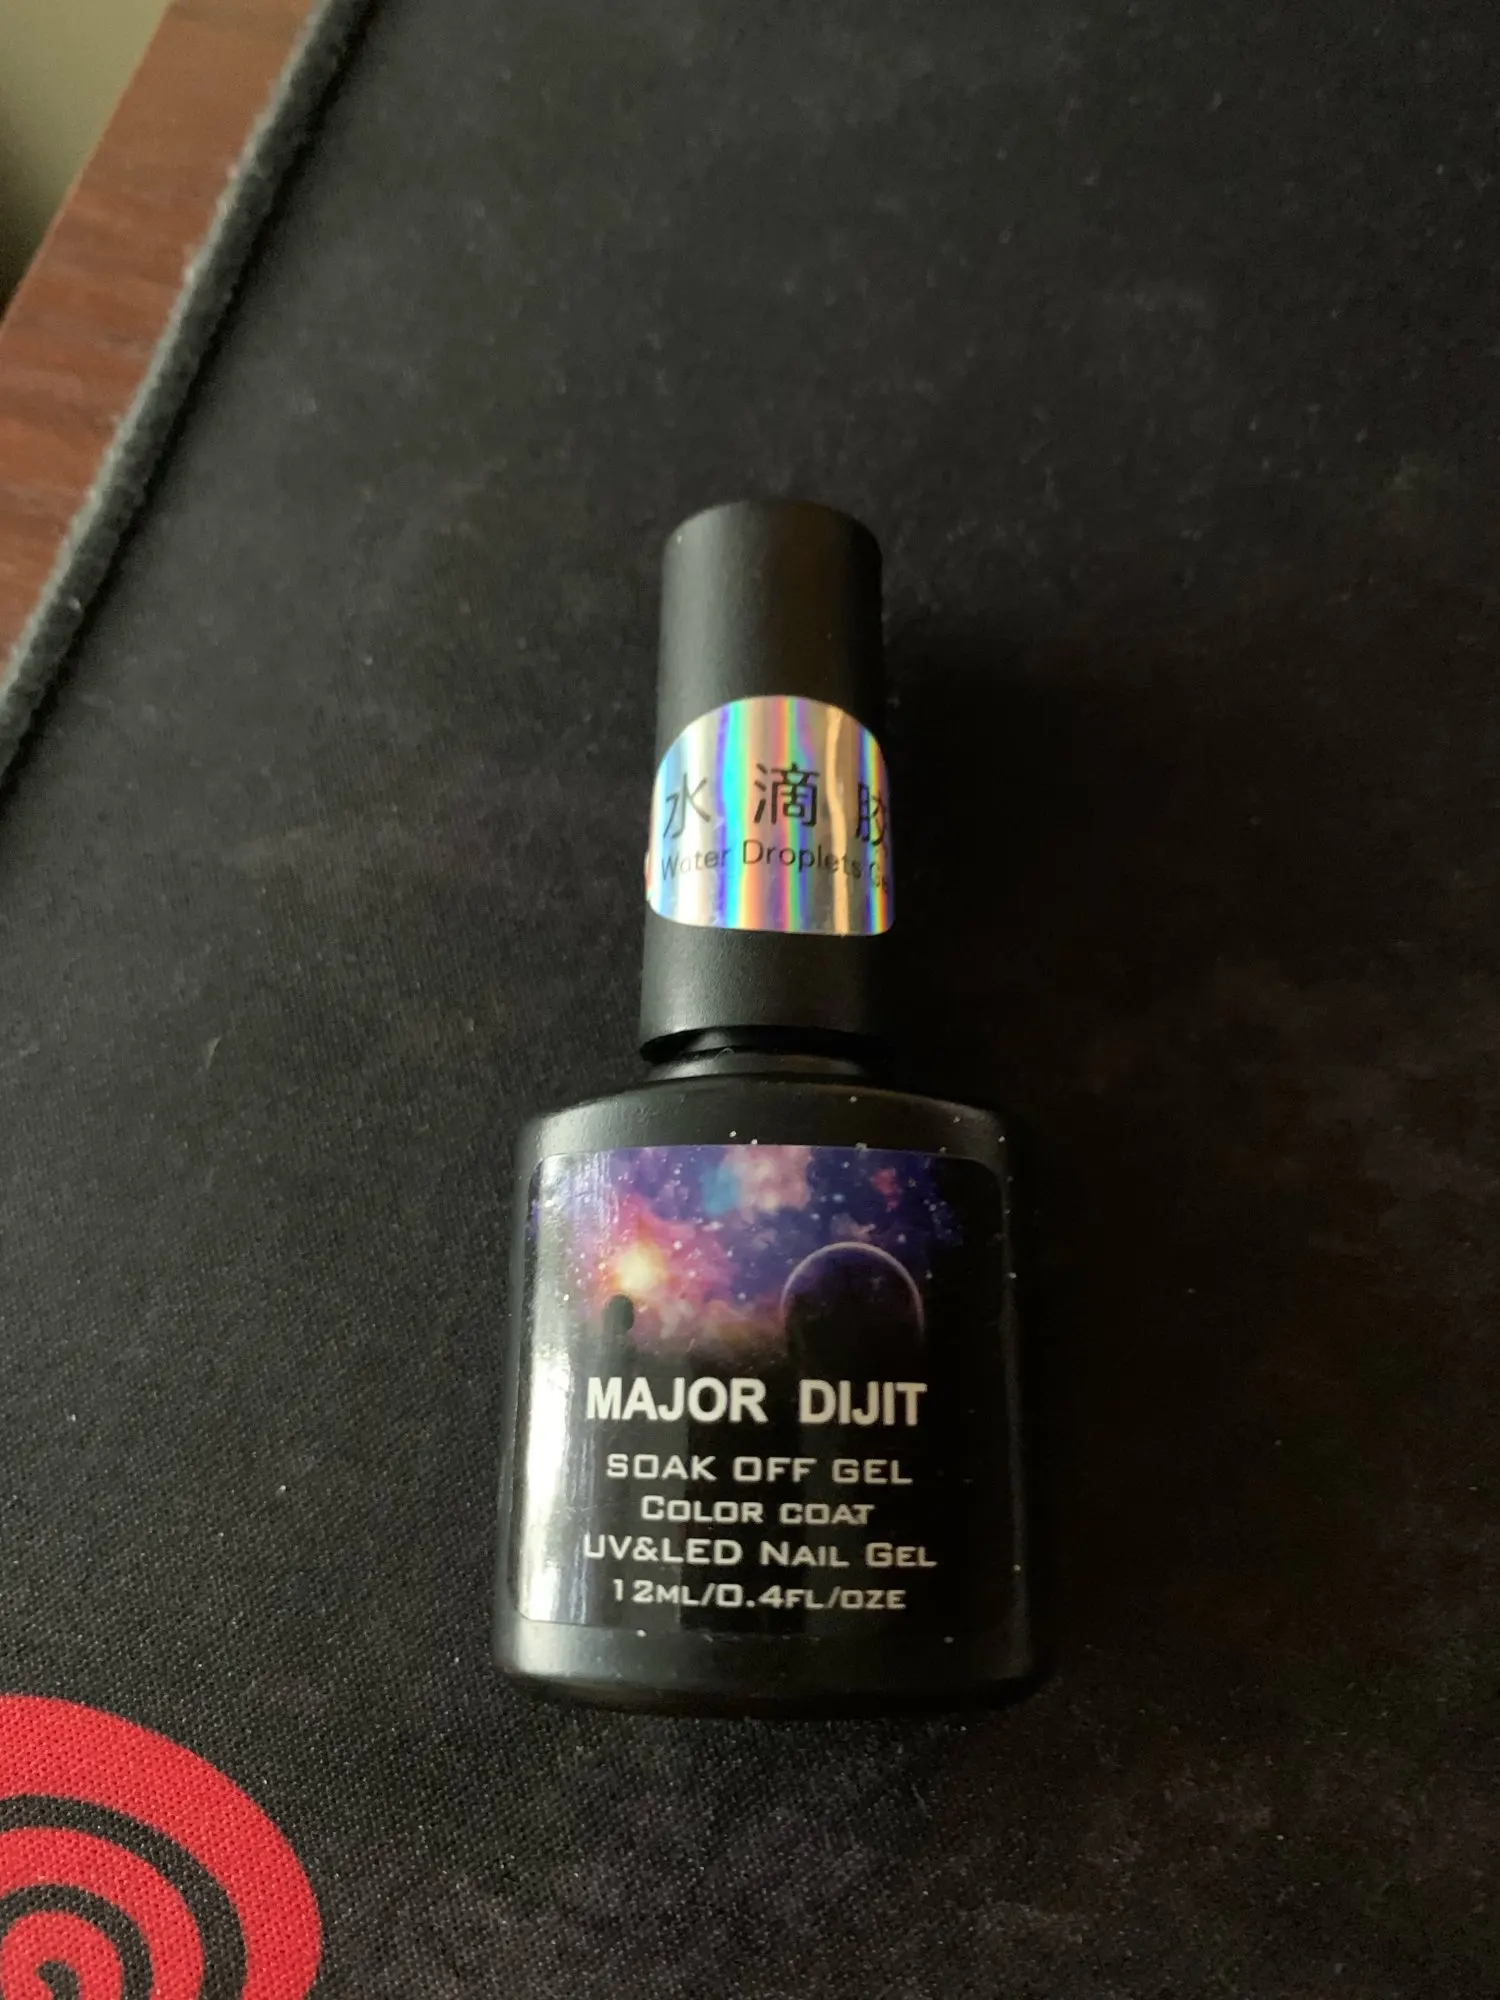 水滴胶
Water Droplets Ge
MAJOR DIJIT
SOAK OFF GEL
COLOR COAT
UV&LED NAIL GEL
12ML/0.4FL/OZE